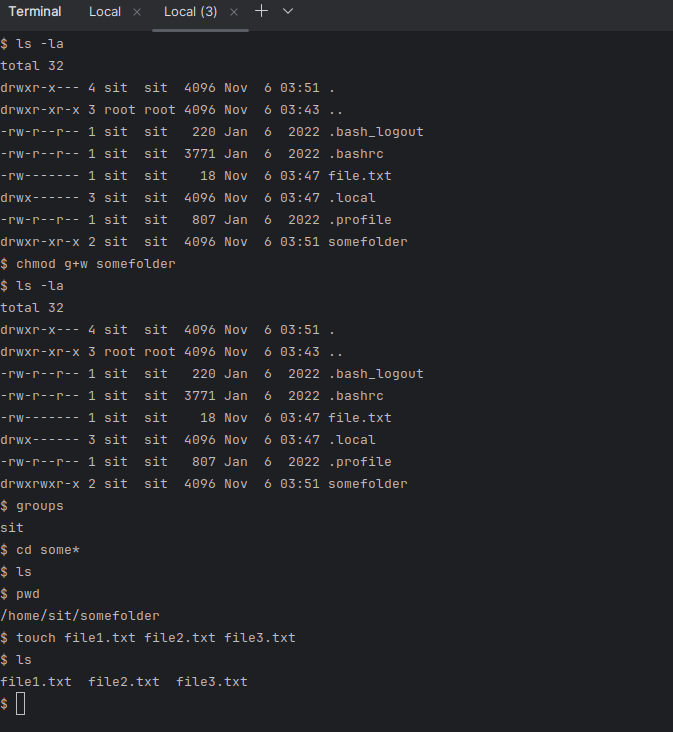 Terminal Local × Local (3) ×
$ ls -la
total 32
drwxr-x--- 4 sit  sit  4096 Nov  6 03:51 .
drwxr-xr-x 3 root root 4096 Nov  6 03:43 ..
-rw-r--r-- 1 sit  sit   220 Jan  6  2022 .bash_logout
-rw-r--r-- 1 sit  sit  3771 Jan  6  2022 .bashrc
-rw------- 1 sit  sit    18 Nov  6 03:47 file.txt
drwx------ 3 sit  sit  4096 Nov  6 03:47 .local
-rw-r--r-- 1 sit  sit   807 Jan  6  2022 .profile
drwxr-xr-x 2 sit  sit  4096 Nov  6 03:51 somefolder
$ chmod g+w somefolder
$ ls -la
total 32
drwxr-x--- 4 sit  sit  4096 Nov  6 03:51 .
drwxr-xr-x 3 root root 4096 Nov  6 03:43 ..
-rw-r--r-- 1 sit  sit   220 Jan  6  2022 .bash_logout
-rw-r--r-- 1 sit  sit  3771 Jan  6  2022 .bashrc
-rw------- 1 sit  sit    18 Nov  6 03:47 file.txt
drwx------ 3 sit  sit  4096 Nov  6 03:47 .local
-rw-r--r-- 1 sit  sit   807 Jan  6  2022 .profile
drwxrwxr-x 2 sit  sit  4096 Nov  6 03:51 somefolder
$ groups
sit
$ cd some*
$ ls
$ pwd
/home/sit/somefolder
$ touch file1.txt file2.txt file3.txt
$ ls
file1.txt  file2.txt  file3.txt
$